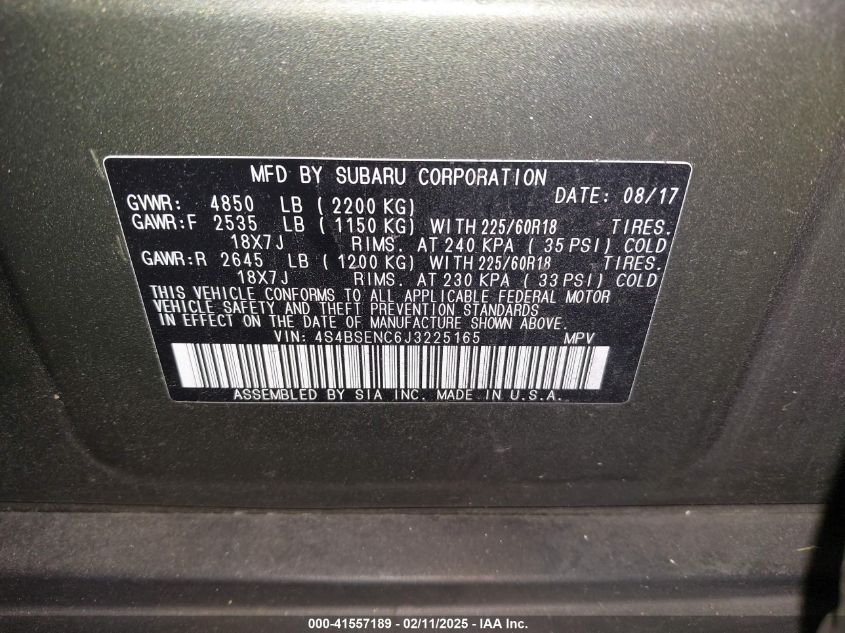 MFD BY SUBARU CORPORATION
DATE: 08/17
GVWR: 4850 LB ( 2200 KG)
GAWR:F 2535 LB ( 1150 KG) WITH 225/60R18 TIRES.
18X7J RIMS. AT 240 KPA ( 35 PSI) COLD
GAWR:R 2645 LB ( 1200 KG) WITH 225/60R18 TIRES.
18X7J RIMS. AT 230 KPA ( 33 PSI) COLD
THIS VEHICLE CONFORMS TO ALL APPLICABLE FEDERAL MOTOR
VEHICLE SAFETY AND THEFT PREVENTION STANDARDS
IN EFFECT ON THE DATE OF MANUFACTURE SHOWN ABOVE.
VIN: 4S4BSENC6J3225165 MPV
ASSEMBLED BY SIA INC. MADE IN U.S.A.
000-41557189 - 02/11/2025 - IAA Inc.